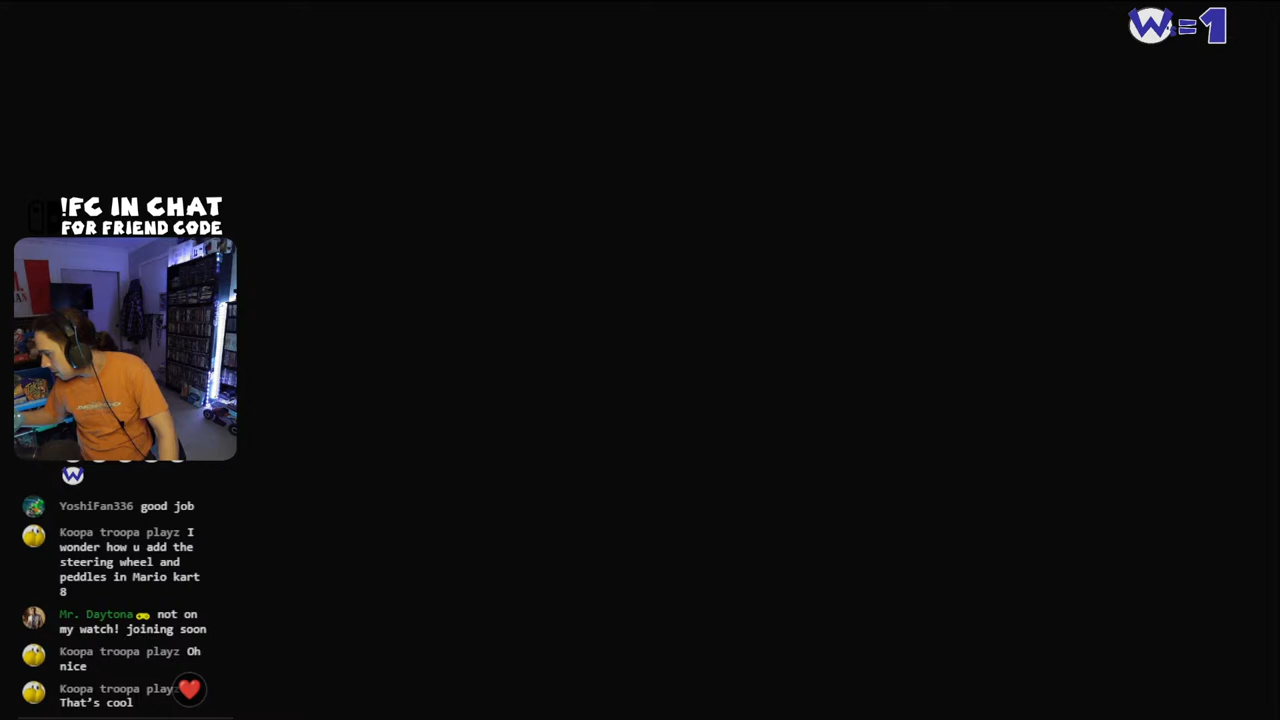 W=1
!FC IN CHAT
FOR FRIEND CODE
W
YoshiFan336 good job
Koopa troopa playz I
wonder how u add the
steering wheel and
peddles in Mario kart
8
Mr. Daytona not on
my watch! joining soon
Koopa troopa playz Oh
nice
Koopa troopa playz
That's cool